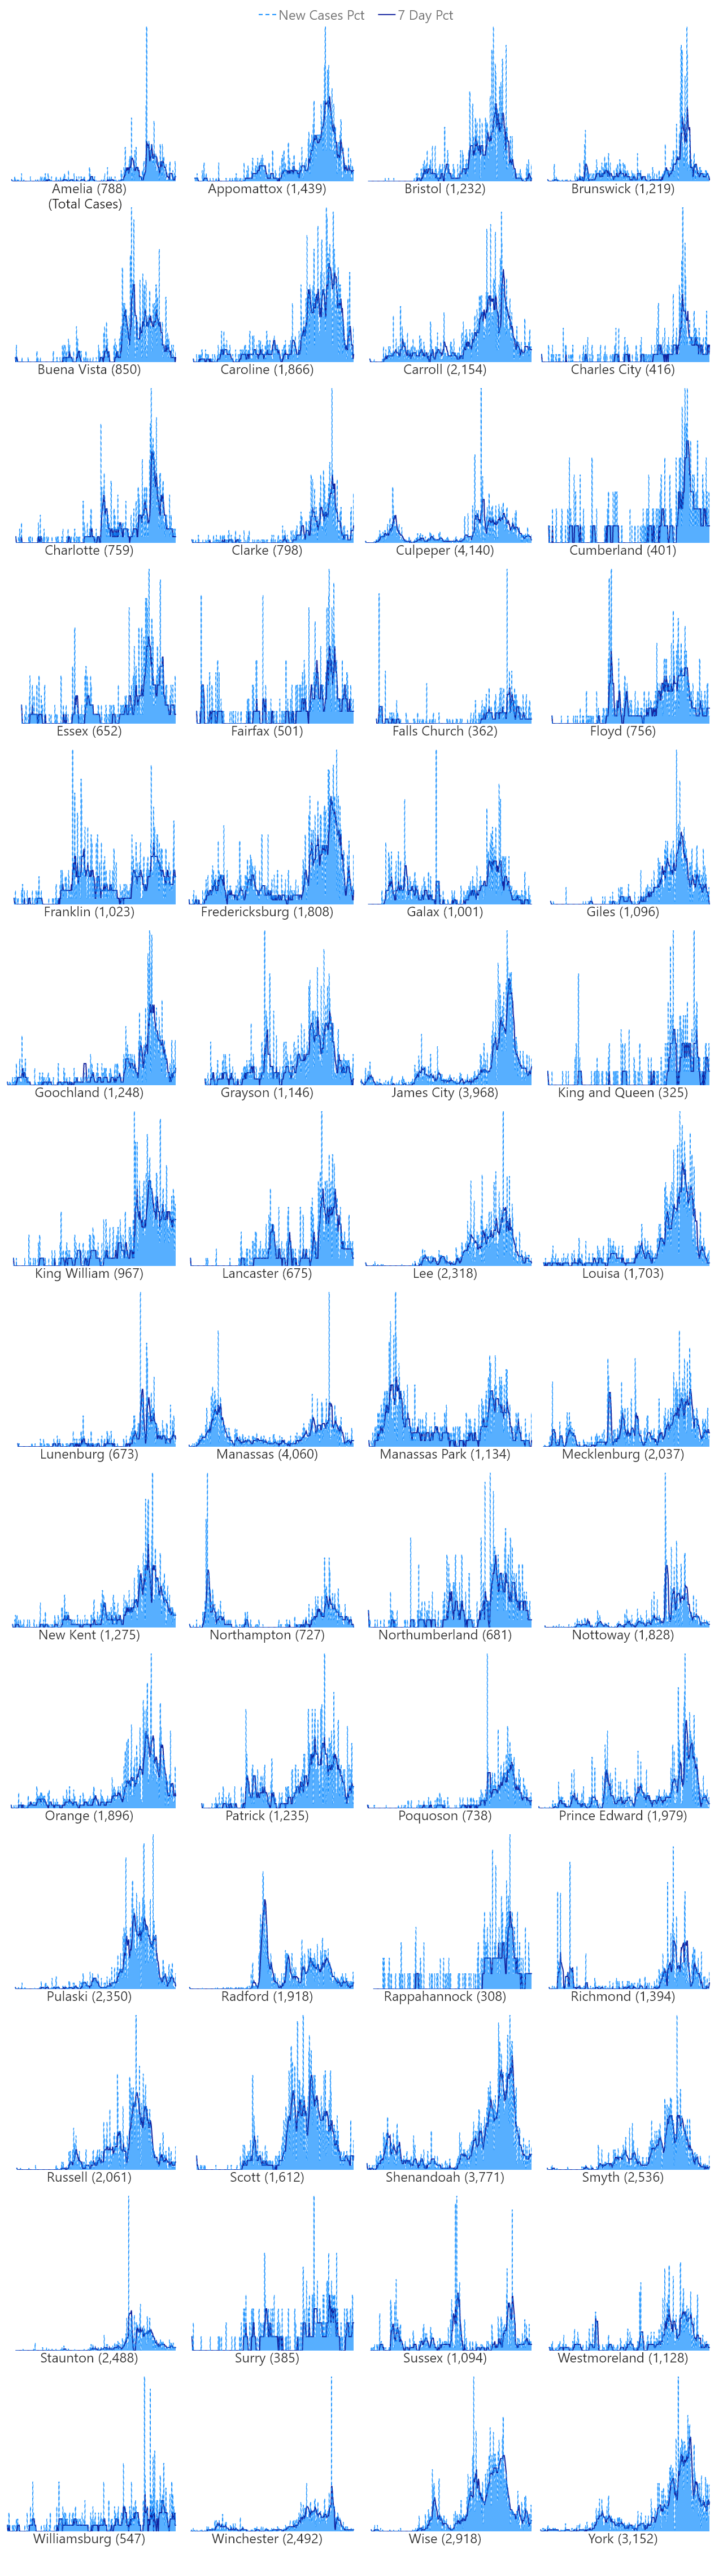 New Cases Pct 7 Day Pct
Amelia (788) Appomattox (1,439) Bristol (1,232) Brunswick (1,219)
(Total Cases)
Buena Vista (850) Caroline (1,866) Carroll (2,154) Charles City (416)
Charlotte (759) Clarke (798) Culpeper (4,140) Cumberland (401)
Essex (652) Fairfax (501) Falls Church (362) Floyd (756)
Franklin (1,023) Fredericksburg (1,808) Galax (1,001) Giles (1,096)
Goochland (1,248) Grayson (1,146) James City (3,968) King and Queen (325)
King William (967) Lancaster (675) Lee (2,318) Louisa (1,703)
Lunenburg (673) Manassas (4,060) Manassas Park (1,134) Mecklenburg (2,037)
New Kent (1,275) Northampton (727) Northumberland (681) Nottoway (1,828)
Orange (1,896) Patrick (1,235) Poquoson (738) Prince Edward (1,979)
Pulaski (2,350) Radford (1,918) Rappahannock (308) Richmond (1,394)
Russell (2,061) Scott (1,612) Shenandoah (3,771) Smyth (2,536)
Staunton (2,488) Surry (385) Sussex (1,094) Westmoreland (1,128)
Williamsburg (547) Winchester (2,492) Wise (2,918) York (3,152)